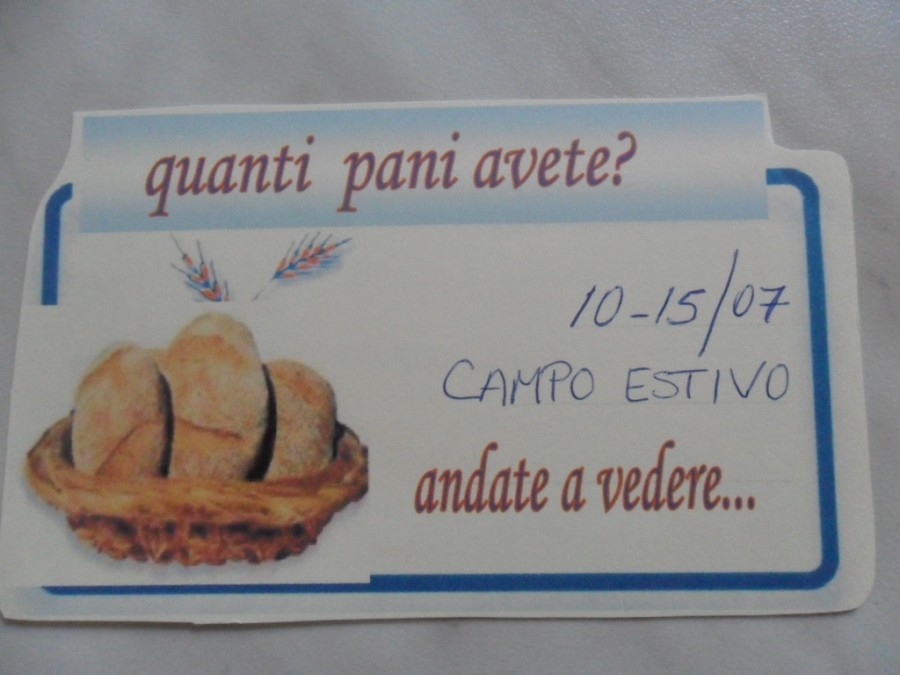 quanti pani avete?
10-15/07
CAMPO ESTIVO
andate a vedere...